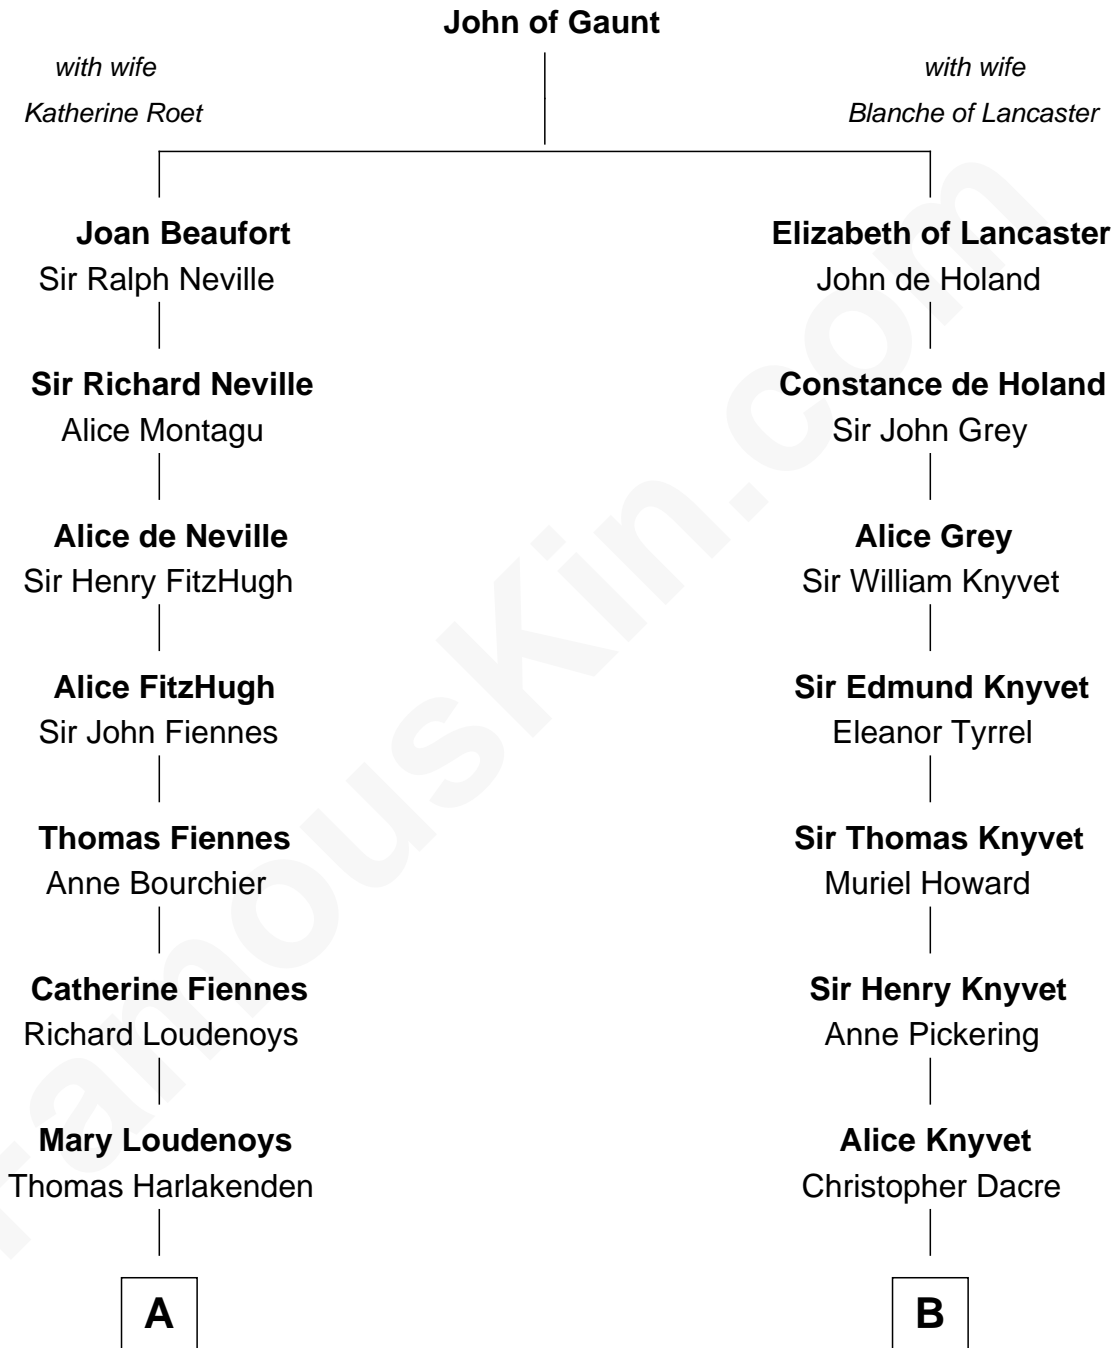 John of Gaunt
with wife
Katherine Roet
with wife
Blanche of Lancaster
Joan Beaufort
Sir Ralph Neville
Elizabeth of Lancaster
John de Holand
Sir Richard Neville
Alice Montagu
Constance de Holand
Sir John Grey
Alice de Neville
Sir Henry FitzHugh
Alice Grey
Sir William Knyvet
Alice FitzHugh
Sir John Fiennes
Sir Edmund Knyvet
Eleanor Tyrrel
Thomas Fiennes
Anne Bourchier
Sir Thomas Knyvet
Muriel Howard
Catherine Fiennes
Richard Loudenoys
Sir Henry Knyvet
Anne Pickering
Mary Loudenoys
Thomas Harlakenden
Alice Knyvet
Christopher Dacre
A
B
FamousKin.com